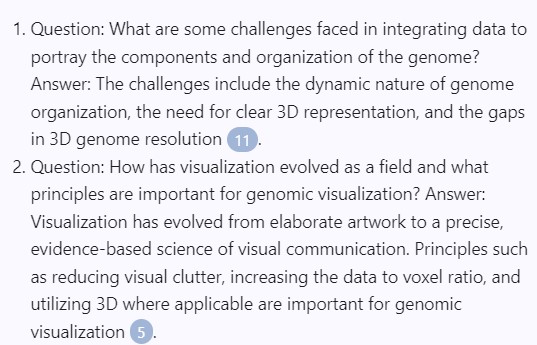 1. Question: What are some challenges faced in integrating data to
portray the components and organization of the genome?
Answer: The challenges include the dynamic nature of genome
organization, the need for clear 3D representation, and the gaps
in 3D genome resolution 11.
2. Question: How has visualization evolved as a field and what
principles are important for genomic visualization? Answer:
Visualization has evolved from elaborate artwork to a precise,
evidence-based science of visual communication. Principles such
as reducing visual clutter, increasing the data to voxel ratio, and
utilizing 3D where applicable are important for genomic
visualization 5.